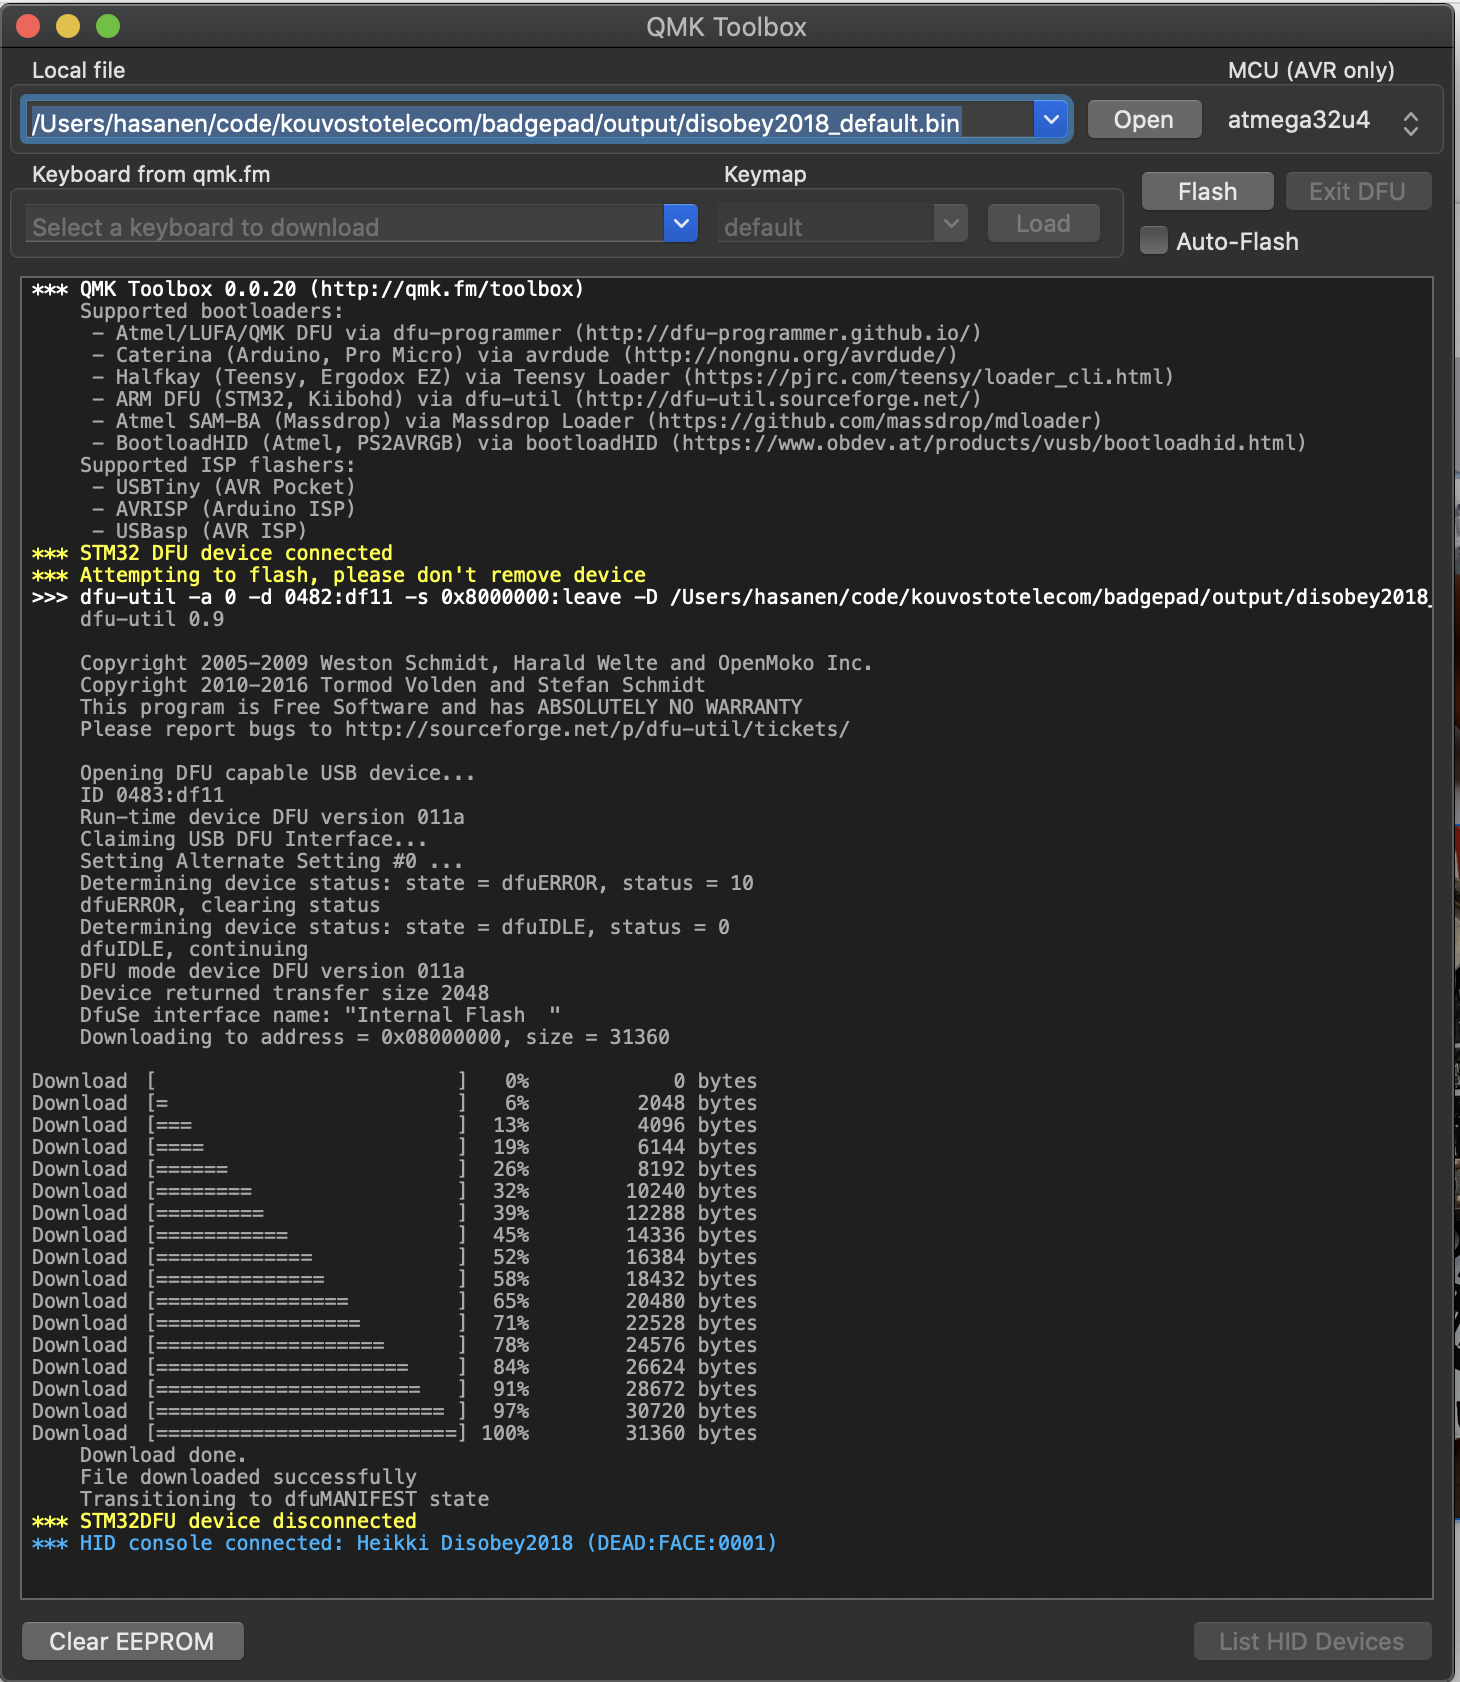 QMK Toolbox
Local file
MCU (AVR only)
/Users/hasanen/code/kouvostotelecom/badgepad/output/disobey2018_default.bin
Open
atmega32u4
Keyboard from qmk.fm
Keymap
Select a keyboard to download
default
Load
Flash
Exit DFU
Auto-Flash
*** QMK Toolbox 0.0.20 (http://qmk.fm/toolbox)
Supported bootloaders:
- Atmel/LUFA/QMK DFU via dfu-programmer (http://dfu-programmer.github.io/)
- Caterina (Arduino, Pro Micro) via avrdude (http://nongnu.org/avrdude/)
- Halfkay (Teensy, Ergodox EZ) via Teensy Loader (https://pjrc.com/teensy/loader_cli.html)
- ARM DFU (STM32, Kiibohd) via dfu-util (http://dfu-util.sourceforge.net/)
- Atmel SAM-BA (Massdrop) via Massdrop Loader (https://github.com/massdrop/mdloader)
- BootloadHID (Atmel, PS2AVRGB) via bootloadHID (https://www.obdev.at/products/vusb/bootloadhid.html)
Supported ISP flashers:
- USBTiny (AVR Pocket)
- AVRISP (Arduino ISP)
- USBasp (AVR ISP)
*** STM32 DFU device connected
*** Attempting to flash, please don't remove device
>>> dfu-util -a 0 -d 0482:df11 -s 0x8000000:leave -D /Users/hasanen/code/kouvostotelecom/badgepad/output/disobey2018_
dfu-util 0.9
Copyright 2005-2009 Weston Schmidt, Harald Welte and OpenMoko Inc.
Copyright 2010-2016 Tormod Volden and Stefan Schmidt
This program is Free Software and has ABSOLUTELY NO WARRANTY
Please report bugs to http://sourceforge.net/p/dfu-util/tickets/
Opening DFU capable USB device...
ID 0483:df11
Run-time device DFU version 011a
Claiming USB DFU Interface...
Setting Alternate Setting #0 ...
Determining device status: state = dfuERROR, status = 10
dfuERROR, clearing status
Determining device status: state = dfuIDLE, status = 0
dfuIDLE, continuing
DFU mode device DFU version 011a
Device returned transfer size 2048
DfuSe interface name: "Internal Flash  "
Downloading to address = 0x08000000, size = 31360
Download [                         ]   0%            0 bytes
Download [=                        ]   6%         2048 bytes
Download [===                      ]  13%         4096 bytes
Download [====                     ]  19%         6144 bytes
Download [======                   ]  26%         8192 bytes
Download [========                 ]  32%        10240 bytes
Download [=========                ]  39%        12288 bytes
Download [===========              ]  45%        14336 bytes
Download [=============            ]  52%        16384 bytes
Download [==============           ]  58%        18432 bytes
Download [================         ]  65%        20480 bytes
Download [=================        ]  71%        22528 bytes
Download [===================      ]  78%        24576 bytes
Download [=====================    ]  84%        26624 bytes
Download [======================   ]  91%        28672 bytes
Download [======================== ]  97%        30720 bytes
Download [=========================] 100%        31360 bytes
Download done.
File downloaded successfully
Transitioning to dfuMANIFEST state
*** STM32DFU device disconnected
*** HID console connected: Heikki Disobey2018 (DEAD:FACE:0001)
Clear EEPROM
List HID Devices